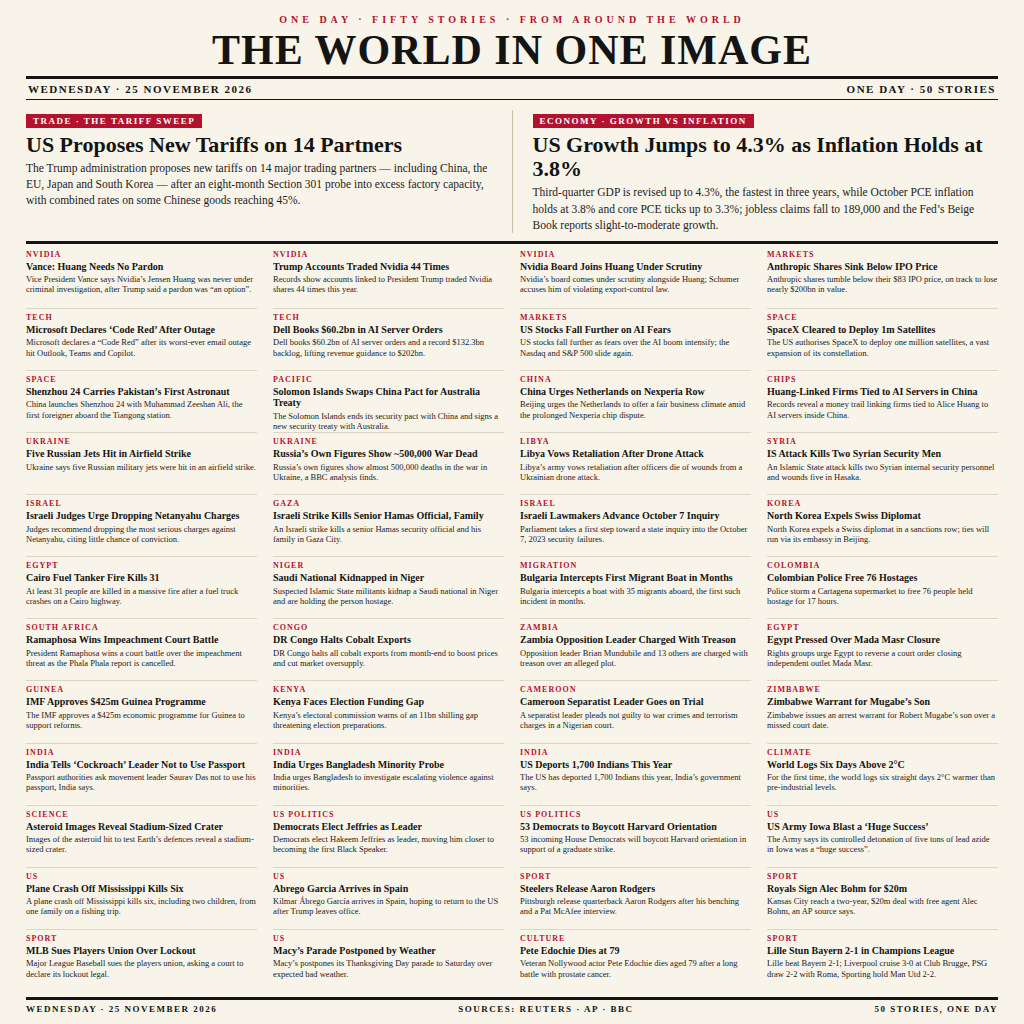 ONE DAY · FIFTY STORIES · FROM AROUND THE WORLD
THE WORLD IN ONE IMAGE
WEDNESDAY · 25 NOVEMBER 2026
ONE DAY · 50 STORIES
TRADE · THE TARIFF SWEEP
US Proposes New Tariffs on 14 Partners
The Trump administration proposes new tariffs on 14 major trading partners — including China, the
EU, Japan and South Korea — after an eight-month Section 301 probe into excess factory capacity,
with combined rates on some Chinese goods reaching 45%.
ECONOMY · GROWTH VS INFLATION
US Growth Jumps to 4.3% as Inflation Holds at
3.8%
Third-quarter GDP is revised up to 4.3%, the fastest in three years, while October PCE inflation
holds at 3.8% and core PCE ticks up to 3.3%; jobless claims fall to 189,000 and the Fed’s Beige
Book reports slight-to-moderate growth.
NVIDIA
Vance: Huang Needs No Pardon
Vice President Vance says Nvidia’s Jensen Huang was never under
criminal investigation, after Trump said a pardon was “an option”.
NVIDIA
Trump Accounts Traded Nvidia 44 Times
Records show accounts linked to President Trump traded Nvidia
shares 44 times this year.
NVIDIA
Nvidia Board Joins Huang Under Scrutiny
Nvidia’s board comes under scrutiny alongside Huang; Schumer
accuses him of violating export-control law.
MARKETS
Anthropic Shares Sink Below IPO Price
Anthropic shares tumble below their $83 IPO price, on track to lose
nearly $200bn in value.
TECH
Microsoft Declares ‘Code Red’ After Outage
Microsoft declares a “Code Red” after its worst-ever email outage
hit Outlook, Teams and Copilot.
TECH
Dell Books $60.2bn in AI Server Orders
Dell books $60.2bn of AI server orders and a record $132.3bn
backlog, lifting revenue guidance to $202bn.
MARKETS
US Stocks Fall Further on AI Fears
US stocks fall further as fears over the AI boom intensify; the
Nasdaq and S&P 500 slide again.
SPACE
SpaceX Cleared to Deploy 1m Satellites
The US authorises SpaceX to deploy one million satellites, a vast
expansion of its constellation.
SPACE
Shenzhou 24 Carries Pakistan’s First Astronaut
China launches Shenzhou 24 with Muhammad Zeeshan Ali, the
first foreigner aboard the Tiangong station.
PACIFIC
Solomon Islands Swaps China Pact for Australia
Treaty
The Solomon Islands ends its security pact with China and signs a
new security treaty with Australia.
CHINA
China Urges Netherlands on Nexperia Row
Beijing urges the Netherlands to offer a fair business climate amid
the prolonged Nexperia chip dispute.
CHIPS
Huang-Linked Firms Tied to AI Servers in China
Records reveal a money trail linking firms tied to Alice Huang to
AI servers inside China.
UKRAINE
Five Russian Jets Hit in Airfield Strike
Ukraine says five Russian military jets were hit in an airfield strike.
UKRAINE
Russia’s Own Figures Show ~500,000 War Dead
Russia’s own figures show almost 500,000 deaths in the war in
Ukraine, a BBC analysis finds.
LIBYA
Libya Vows Retaliation After Drone Attack
Libya’s army vows retaliation after officers die of wounds from a
Ukrainian drone attack.
SYRIA
IS Attack Kills Two Syrian Security Men
An Islamic State attack kills two Syrian internal security personnel
and wounds five in Hasaka.
ISRAEL
Israeli Judges Urge Dropping Netanyahu Charges
Judges recommend dropping the most serious charges against
Netanyahu, citing little chance of conviction.
GAZA
Israeli Strike Kills Senior Hamas Official, Family
An Israeli strike kills a senior Hamas security official and his
family in Gaza City.
ISRAEL
Israeli Lawmakers Advance October 7 Inquiry
Parliament takes a first step toward a state inquiry into the October
7, 2023 security failures.
KOREA
North Korea Expels Swiss Diplomat
North Korea expels a Swiss diplomat in a sanctions row; ties will
run via its embassy in Beijing.
EGYPT
Cairo Fuel Tanker Fire Kills 31
At least 31 people are killed in a massive fire after a fuel truck
crashes on a Cairo highway.
NIGER
Saudi National Kidnapped in Niger
Suspected Islamic State militants kidnap a Saudi national in Niger
and are holding the person hostage.
MIGRATION
Bulgaria Intercepts First Migrant Boat in Months
Bulgaria intercepts a boat with 35 migrants aboard, the first such
incident in months.
COLOMBIA
Colombian Police Free 76 Hostages
Police storm a Cartagena supermarket to free 76 people held
hostage for 17 hours.
SOUTH AFRICA
Ramaphosa Wins Impeachment Court Battle
President Ramaphosa wins a court battle over the impeachment
threat as the Phala Phala report is cancelled.
CONGO
DR Congo Halts Cobalt Exports
DR Congo halts all cobalt exports from month-end to boost prices
and cut market oversupply.
ZAMBIA
Zambia Opposition Leader Charged With Treason
Opposition leader Brian Mundubile and 13 others are charged with
treason over an alleged plot.
EGYPT
Egypt Pressed Over Mada Masr Closure
Rights groups urge Egypt to reverse a court order closing
independent outlet Mada Masr.
GUINEA
IMF Approves $425m Guinea Programme
The IMF approves a $425m economic programme for Guinea to
support reforms.
KENYA
Kenya Faces Election Funding Gap
Kenya’s electoral commission warns of an 11bn shilling gap
threatening election preparations.
CAMEROON
Cameroon Separatist Leader Goes on Trial
A separatist leader pleads not guilty to war crimes and terrorism
charges in a Norwegian court.
ZIMBABWE
Zimbabwe Warrant for Mugabe’s Son
Zimbabwe issues an arrest warrant for Robert Mugabe’s son over a
missed court date.
INDIA
India Tells ‘Cockroach’ Leader Not to Use Passport
Passport authorities ask movement leader Saurav Das not to use his
passport, India says.
INDIA
India Urges Bangladesh Minority Probe
India urges Bangladesh to investigate escalating violence against
minorities.
INDIA
US Deports 1,700 Indians This Year
The US has deported 1,700 Indians this year, India’s government
says.
CLIMATE
World Logs Six Days Above 2°C
For the first time, the world logs six straight days 2°C warmer than
pre-industrial levels.
SCIENCE
Asteroid Images Reveal Stadium-Sized Crater
Images of the asteroid hit to test Earth’s defences reveal a stadium-
sized crater.
US POLITICS
Democrats Elect Jeffries as Leader
Democrats elect Hakeem Jeffries as leader, moving him closer to
becoming the first Black Speaker.
US POLITICS
53 Democrats to Boycott Harvard Orientation
53 incoming House Democrats will boycott Harvard orientation in
support of a graduate strike.
US
US Army Iowa Blast a ‘Huge Success’
The Army says its controlled detonation of five tons of lead azide
in Iowa was a “huge success”.
US
Plane Crash Off Mississippi Kills Six
A plane crash off Mississippi kills six, including two children, from
one family on a fishing trip.
US
Abrego Garcia Arrives in Spain
Kilmar Ábrego García arrives in Spain, hoping to return to the US
after Trump leaves office.
SPORT
Steelers Release Aaron Rodgers
Pittsburgh release quarterback Aaron Rodgers after his benching
and a Pat McAfee interview.
SPORT
Royals Sign Alec Bohm for $20m
Kansas City reach a two-year, $20m deal with free agent Alec
Bohm, an AP source says.
SPORT
MLB Sues Players Union Over Lockout
Major League Baseball sues the players union, asking a court to
declare its lockout legal.
US
Macy’s Parade Postponed by Weather
Macy’s postpones its Thanksgiving Day parade to Saturday over
expected bad weather.
CULTURE
Pete Edochie Dies at 79
Veteran Nollywood actor Pete Edochie dies aged 79 after a long
battle with prostate cancer.
SPORT
Lille Stun Bayern 2-1 in Champions League
Lille beat Bayern 2-1; Liverpool cruise 3-0 at Club Brugge, PSG
draw 2-2 with Roma, Sporting hold Man Utd 2-2.
WEDNESDAY · 25 NOVEMBER 2026
SOURCES: REUTERS · AP · BBC
50 STORIES, ONE DAY